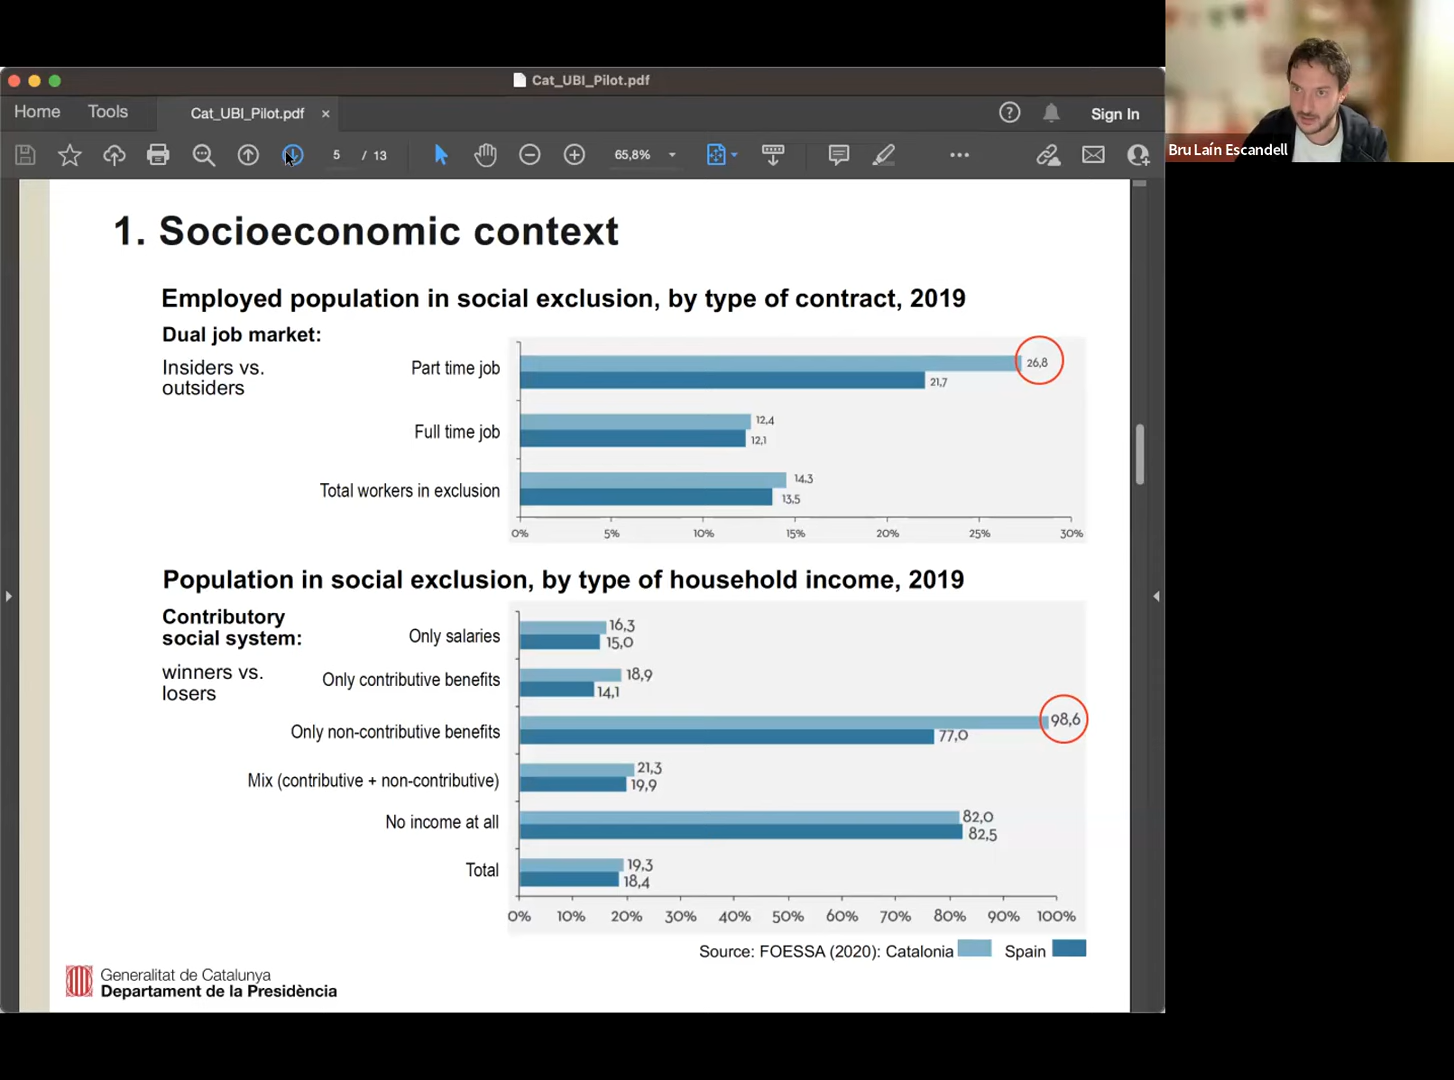 Cat_UBI_Pilot.pdf
Home Tools Cat_UBI_Pilot.pdf × Sign In
5 / 13 65,8%
Bru Laín Escandell
1. Socioeconomic context
Employed population in social exclusion, by type of contract, 2019
Dual job market:
Insiders vs.
outsiders
Part time job 26,8
21,7
Full time job 12,4
12,1
Total workers in exclusion 14.3
13.5
0% 5% 10% 15% 20% 25% 30%
Population in social exclusion, by type of household income, 2019
Contributory
social system:
winners vs.
losers
Only salaries 16,3
15,0
Only contributive benefits 18,9
14,1
Only non-contributive benefits 98,6
77,0
Mix (contributive + non-contributive) 21,3
19,9
No income at all 82,0
82,5
Total 19,3
18,4
0% 10% 20% 30% 40% 50% 60% 70% 80% 90% 100%
Source: FOESSA (2020): Catalonia Spain
Generalitat de Catalunya
Departament de la Presidència